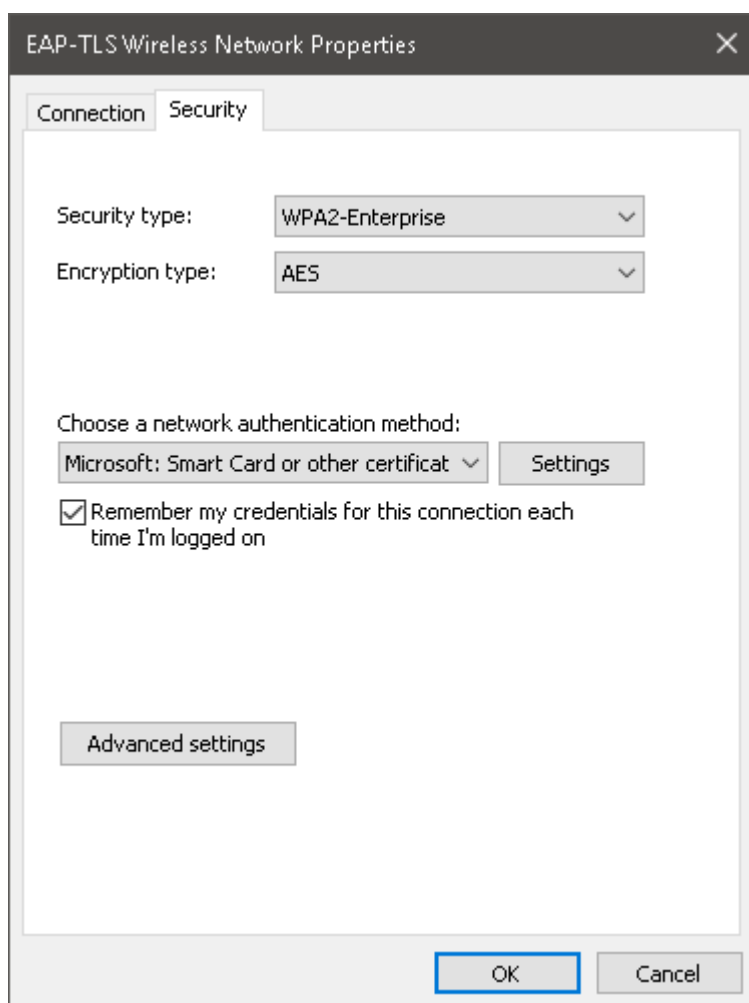 EAP-TLS Wireless Network Properties
Connection
Security
Security type:
WPA2-Enterprise
Encryption type:
AES
Choose a network authentication method:
Microsoft: Smart Card or other certificat
Settings
Remember my credentials for this connection each
time I'm logged on
Advanced settings
OK
Cancel